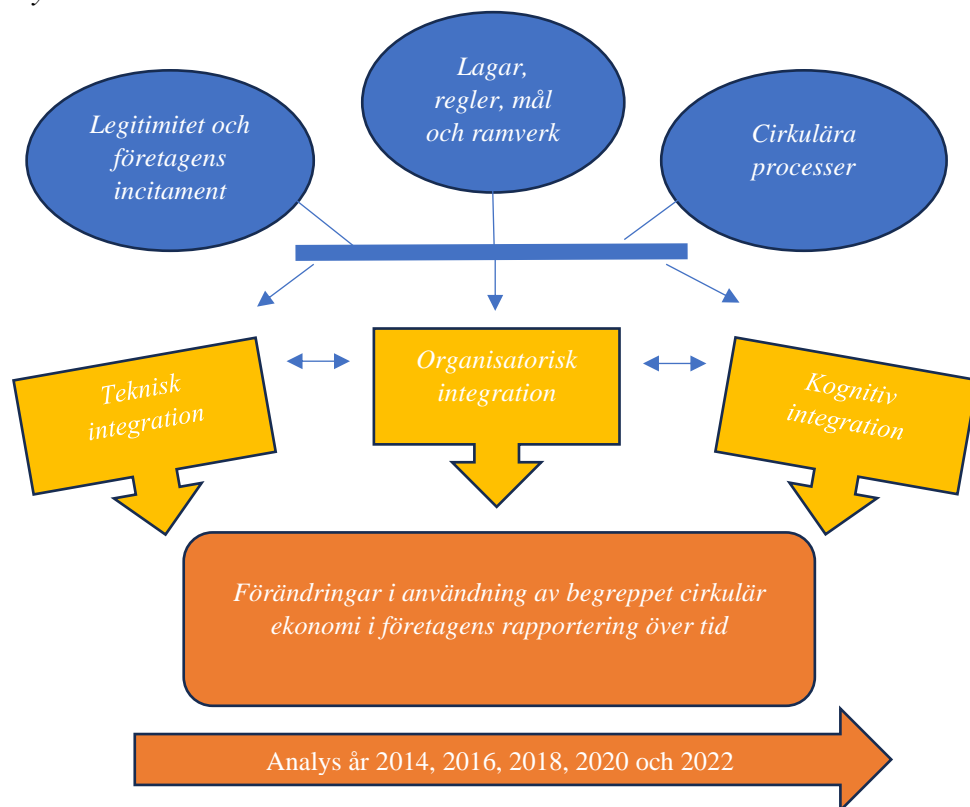 Legitimitet och
företagens
incitament
Lagar,
regler, mål
och ramverk
Cirkulära
processer
Teknisk
integration
Organisatorisk
integration
Kognitiv
integration
Förändringar i användning av begreppet cirkulär
ekonomi i företagens rapportering över tid
Analys år 2014, 2016, 2018, 2020 och 2022